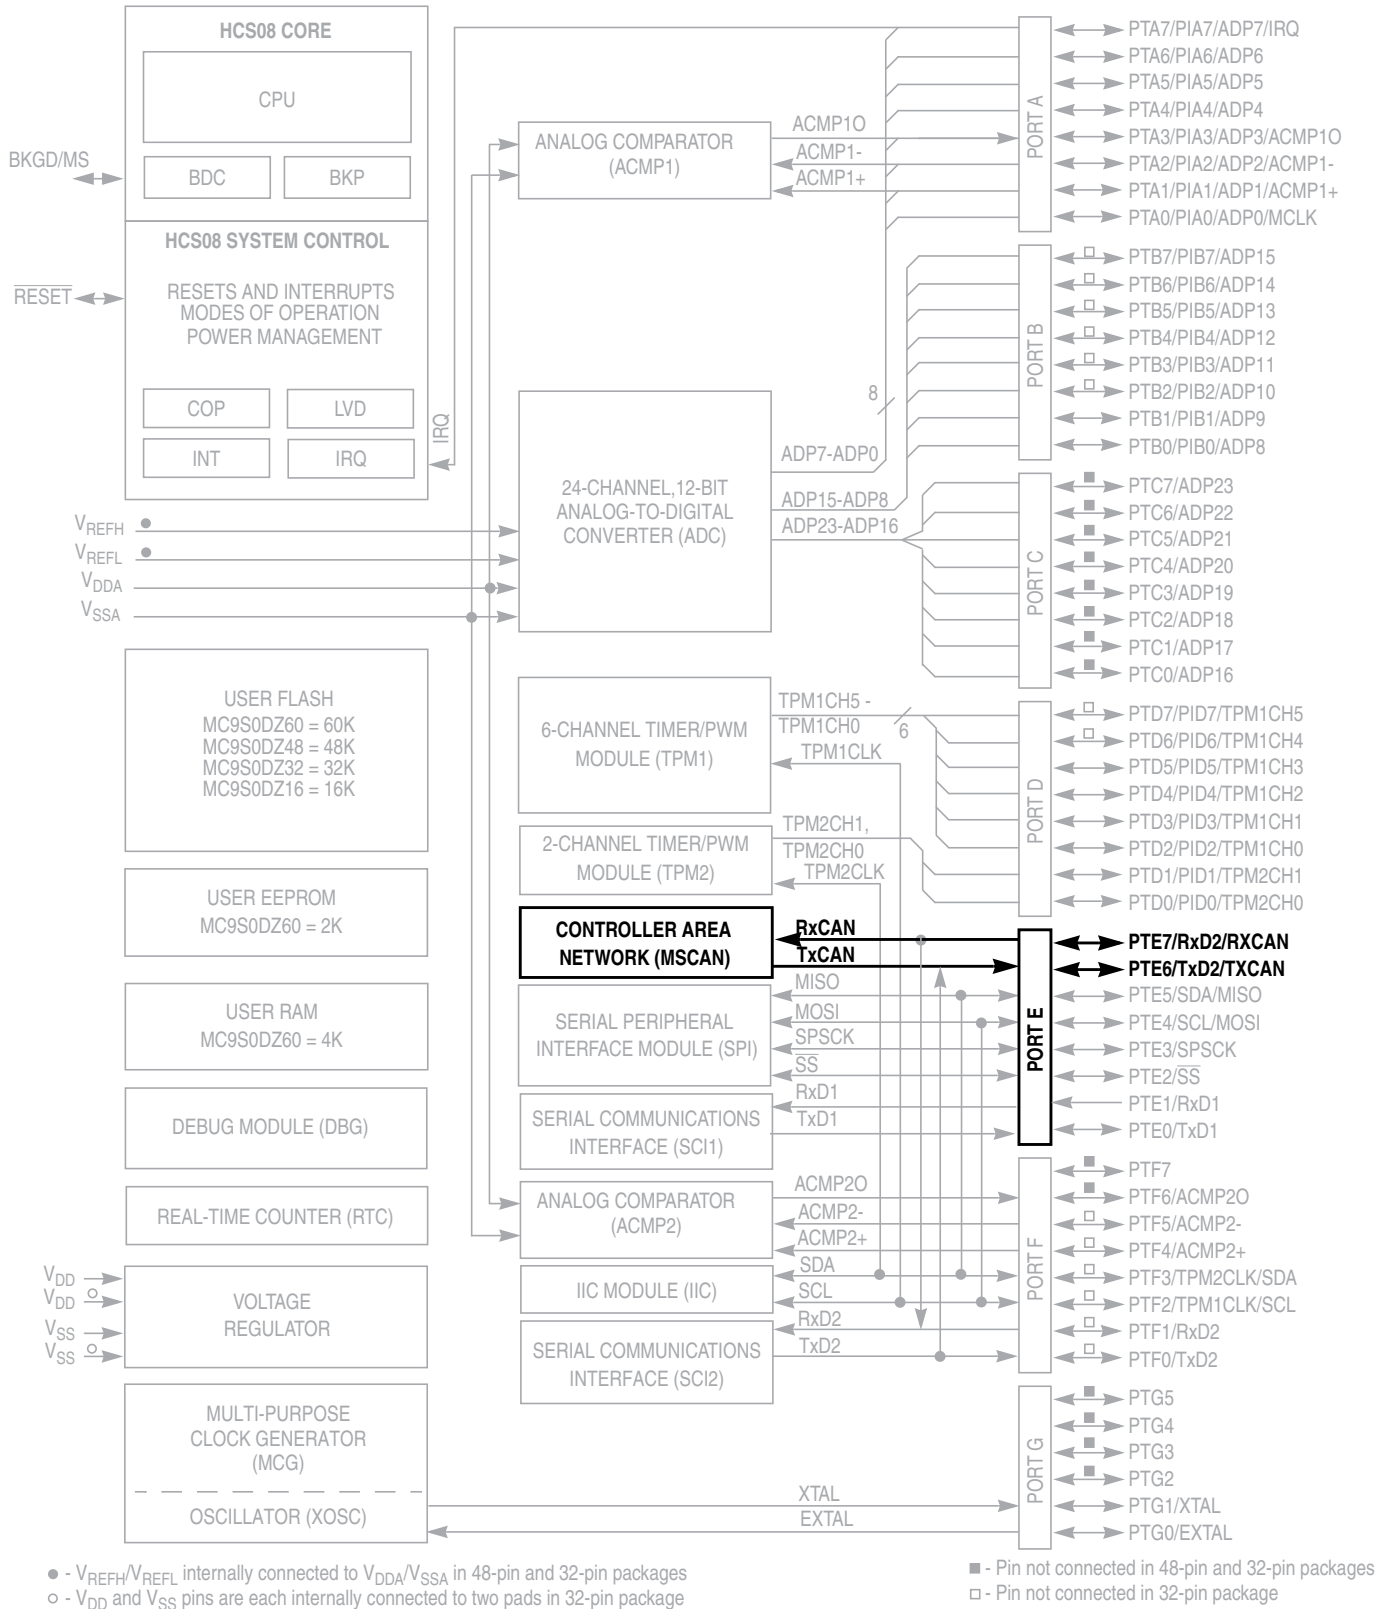 HCS08 CORE
CPU
BDC
BKP
BKGD/MS
HCS08 SYSTEM CONTROL
RESETS AND INTERRUPTS
MODES OF OPERATION
POWER MANAGEMENT
RESET
COP
LVD
INT
IRQ
IRQ
VREFH
VREFL
VDDA
VSSA
USER FLASH
MC9S0DZ60 = 60K
MC9S0DZ48 = 48K
MC9S0DZ32 = 32K
MC9S0DZ16 = 16K
USER EEPROM
MC9S0DZ60 = 2K
USER RAM
MC9S0DZ60 = 4K
DEBUG MODULE (DBG)
REAL-TIME COUNTER (RTC)
VDD
VDD
VSS
VSS
VOLTAGE
REGULATOR
MULTI-PURPOSE
CLOCK GENERATOR
(MCG)
OSCILLATOR (XOSC)
ANALOG COMPARATOR
(ACMP1)
ACMP1O
ACMP1-
ACMP1+
24-CHANNEL,12-BIT
ANALOG-TO-DIGITAL
CONVERTER (ADC)
8
ADP7-ADP0
ADP15-ADP8
ADP23-ADP16
6-CHANNEL TIMER/PWM
MODULE (TPM1)
TPM1CH5 -
TPM1CH0
6
TPM1CLK
2-CHANNEL TIMER/PWM
MODULE (TPM2)
TPM2CH1,
TPM2CH0
TPM2CLK
CONTROLLER AREA
NETWORK (MSCAN)
RxCAN
TxCAN
SERIAL PERIPHERAL
INTERFACE MODULE (SPI)
MISO
MOSI
SPSCK
SS
SERIAL COMMUNICATIONS
INTERFACE (SCI1)
RxD1
TxD1
ANALOG COMPARATOR
(ACMP2)
ACMP2O
ACMP2-
ACMP2+
IIC MODULE (IIC)
SDA
SCL
SERIAL COMMUNICATIONS
INTERFACE (SCI2)
RxD2
TxD2
XTAL
EXTAL
PORT A
PTA7/PIA7/ADP7/IRQ
PTA6/PIA6/ADP6
PTA5/PIA5/ADP5
PTA4/PIA4/ADP4
PTA3/PIA3/ADP3/ACMP1O
PTA2/PIA2/ADP2/ACMP1-
PTA1/PIA1/ADP1/ACMP1+
PTA0/PIA0/ADP0/MCLK
PORT B
PTB7/PIB7/ADP15
PTB6/PIB6/ADP14
PTB5/PIB5/ADP13
PTB4/PIB4/ADP12
PTB3/PIB3/ADP11
PTB2/PIB2/ADP10
PTB1/PIB1/ADP9
PTB0/PIB0/ADP8
PORT C
PTC7/ADP23
PTC6/ADP22
PTC5/ADP21
PTC4/ADP20
PTC3/ADP19
PTC2/ADP18
PTC1/ADP17
PTC0/ADP16
PORT D
PTD7/PID7/TPM1CH5
PTD6/PID6/TPM1CH4
PTD5/PID5/TPM1CH3
PTD4/PID4/TPM1CH2
PTD3/PID3/TPM1CH1
PTD2/PID2/TPM1CH0
PTD1/PID1/TPM2CH1
PTD0/PID0/TPM2CH0
PORT E
PTE7/RxD2/RXCAN
PTE6/TxD2/TXCAN
PTE5/SDA/MISO
PTE4/SCL/MOSI
PTE3/SPSCK
PTE2/SS
PTE1/RxD1
PTE0/TxD1
PORT F
PTF7
PTF6/ACMP2O
PTF5/ACMP2-
PTF4/ACMP2+
PTF3/TPM2CLK/SDA
PTF2/TPM1CLK/SCL
PTF1/RxD2
PTF0/TxD2
PORT G
PTG5
PTG4
PTG3
PTG2
PTG1/XTAL
PTG0/EXTAL
● - VREFH/VREFL internally connected to VDDA/VSSA in 48-pin and 32-pin packages
○ - VDD and VSS pins are each internally connected to two pads in 32-pin package
■ - Pin not connected in 48-pin and 32-pin packages
□ - Pin not connected in 32-pin package